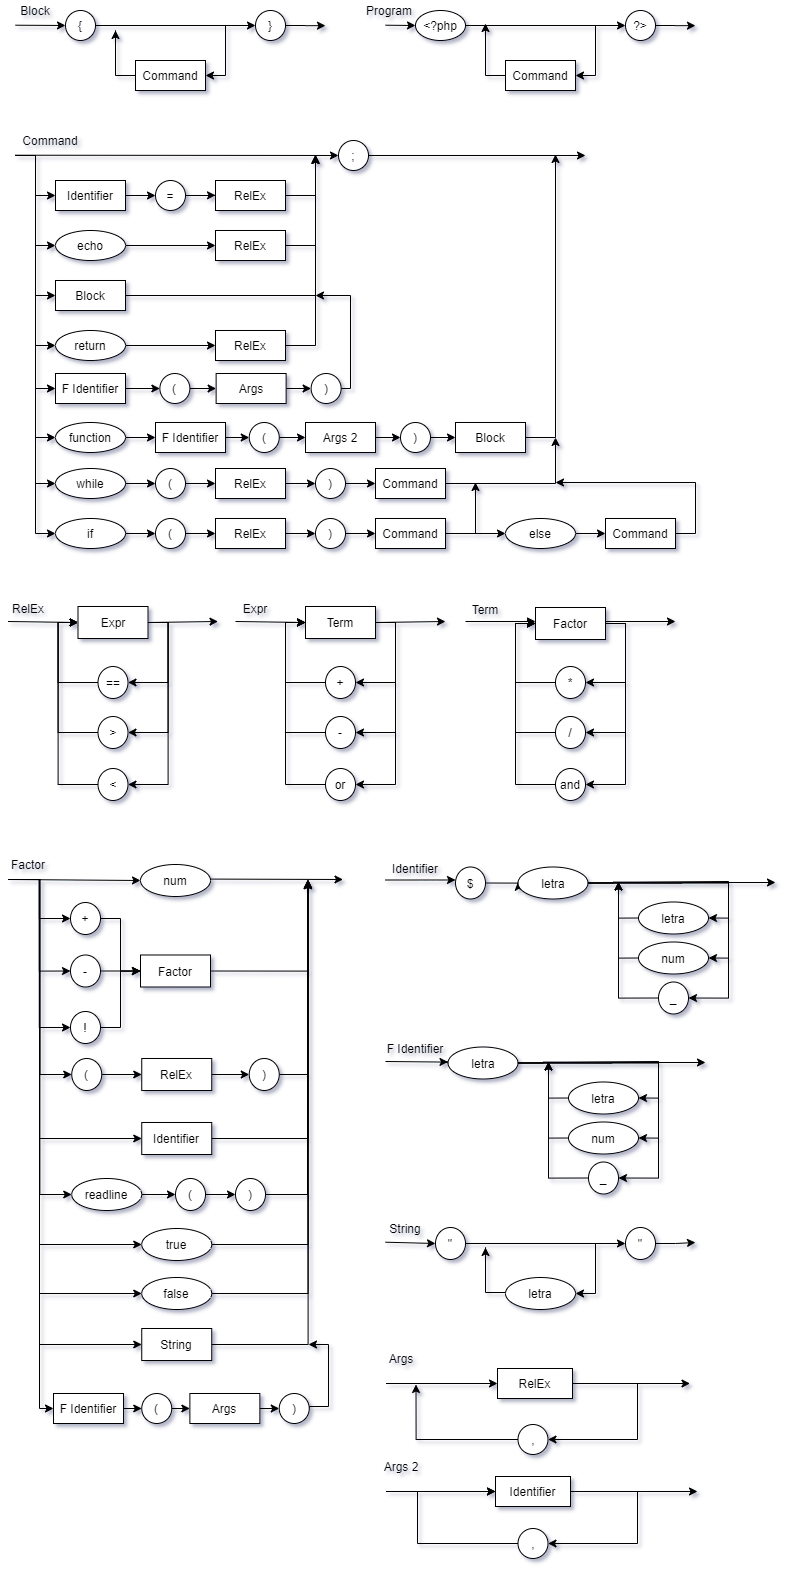 Block
{
}
Command
Program
<?php
?>
Command
Command
;
Identifier = RelEx
echo RelEx
Block
return RelEx
F Identifier ( Args )
function F Identifier ( Args 2 ) Block
while ( RelEx ) Command
if ( RelEx ) Command else Command
RelEx
Expr
==
>
<
Expr
Term
+
-
or
Term
Factor
*
/
and
Factor
num
+
-
Factor
!
( RelEx )
Identifier
readline ( )
true
false
String
F Identifier ( Args )
Identifier
$ letra
letra
num
_
F Identifier
letra
letra
num
_
String
" "
letra
Args
RelEx
,
Args 2
Identifier
,